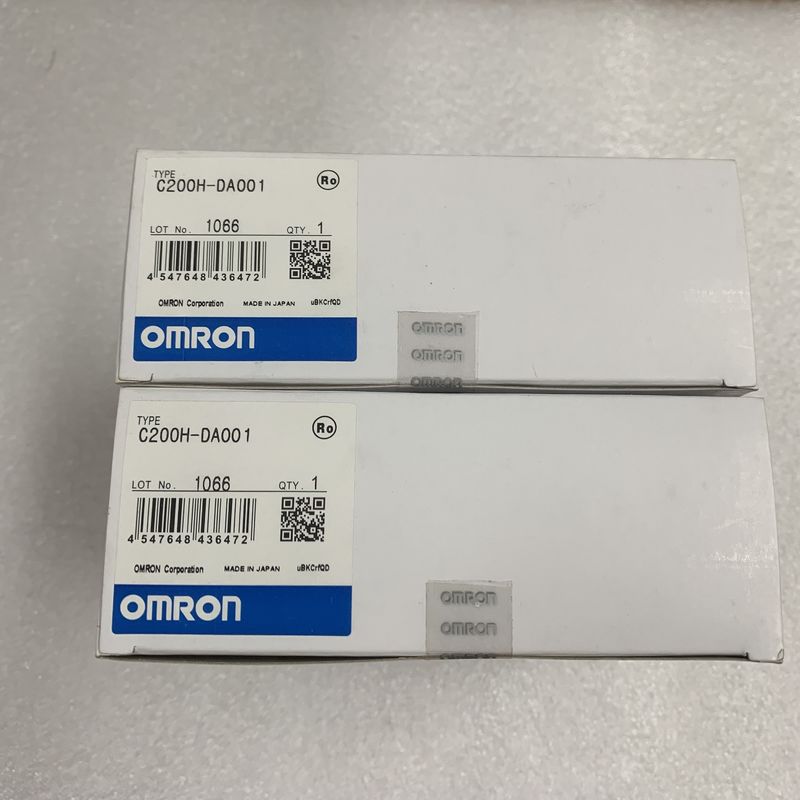 TYPE
C200H-DA001
Ro
LOT No. 1066 QTY. 1
4 547648 436472
OMRON Corporation MADE IN JAPAN uBKCrfQD
OMRON
OMRON
OMRON
OMRON
TYPE
C200H-DA001
Ro
LOT No. 1066 QTY. 1
4 547648 436472
OMRON Corporation MADE IN JAPAN uBKCrfQD
OMRON
OMRON
OMRON
OMRON